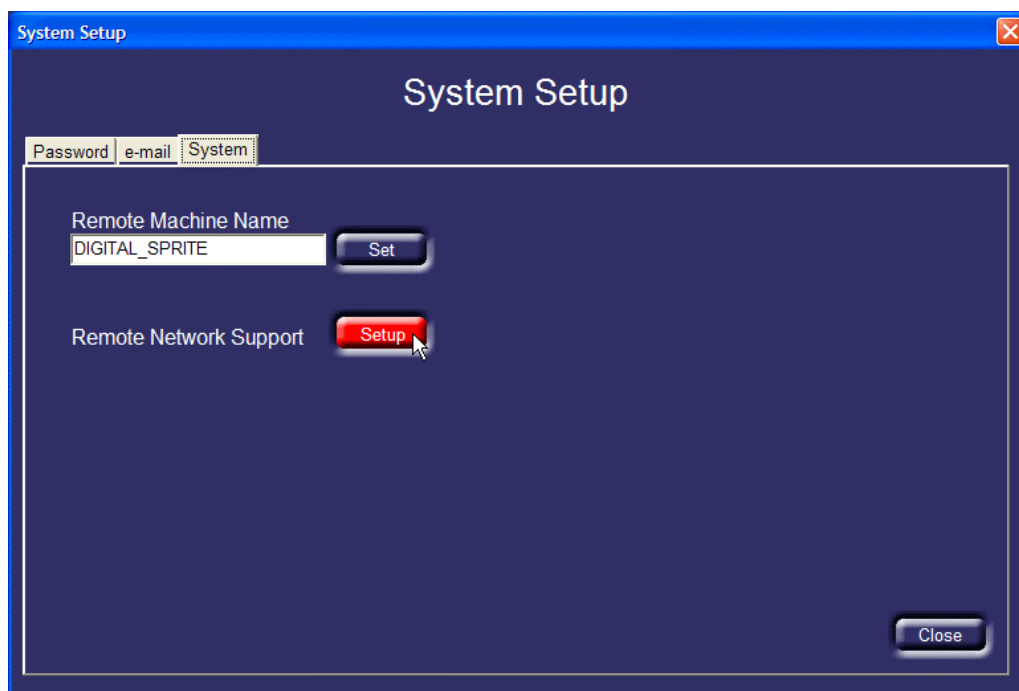 System Setup
System Setup
Password e-mail System
Remote Machine Name
DIGITAL_SPRITE Set
Remote Network Support Setup
Close